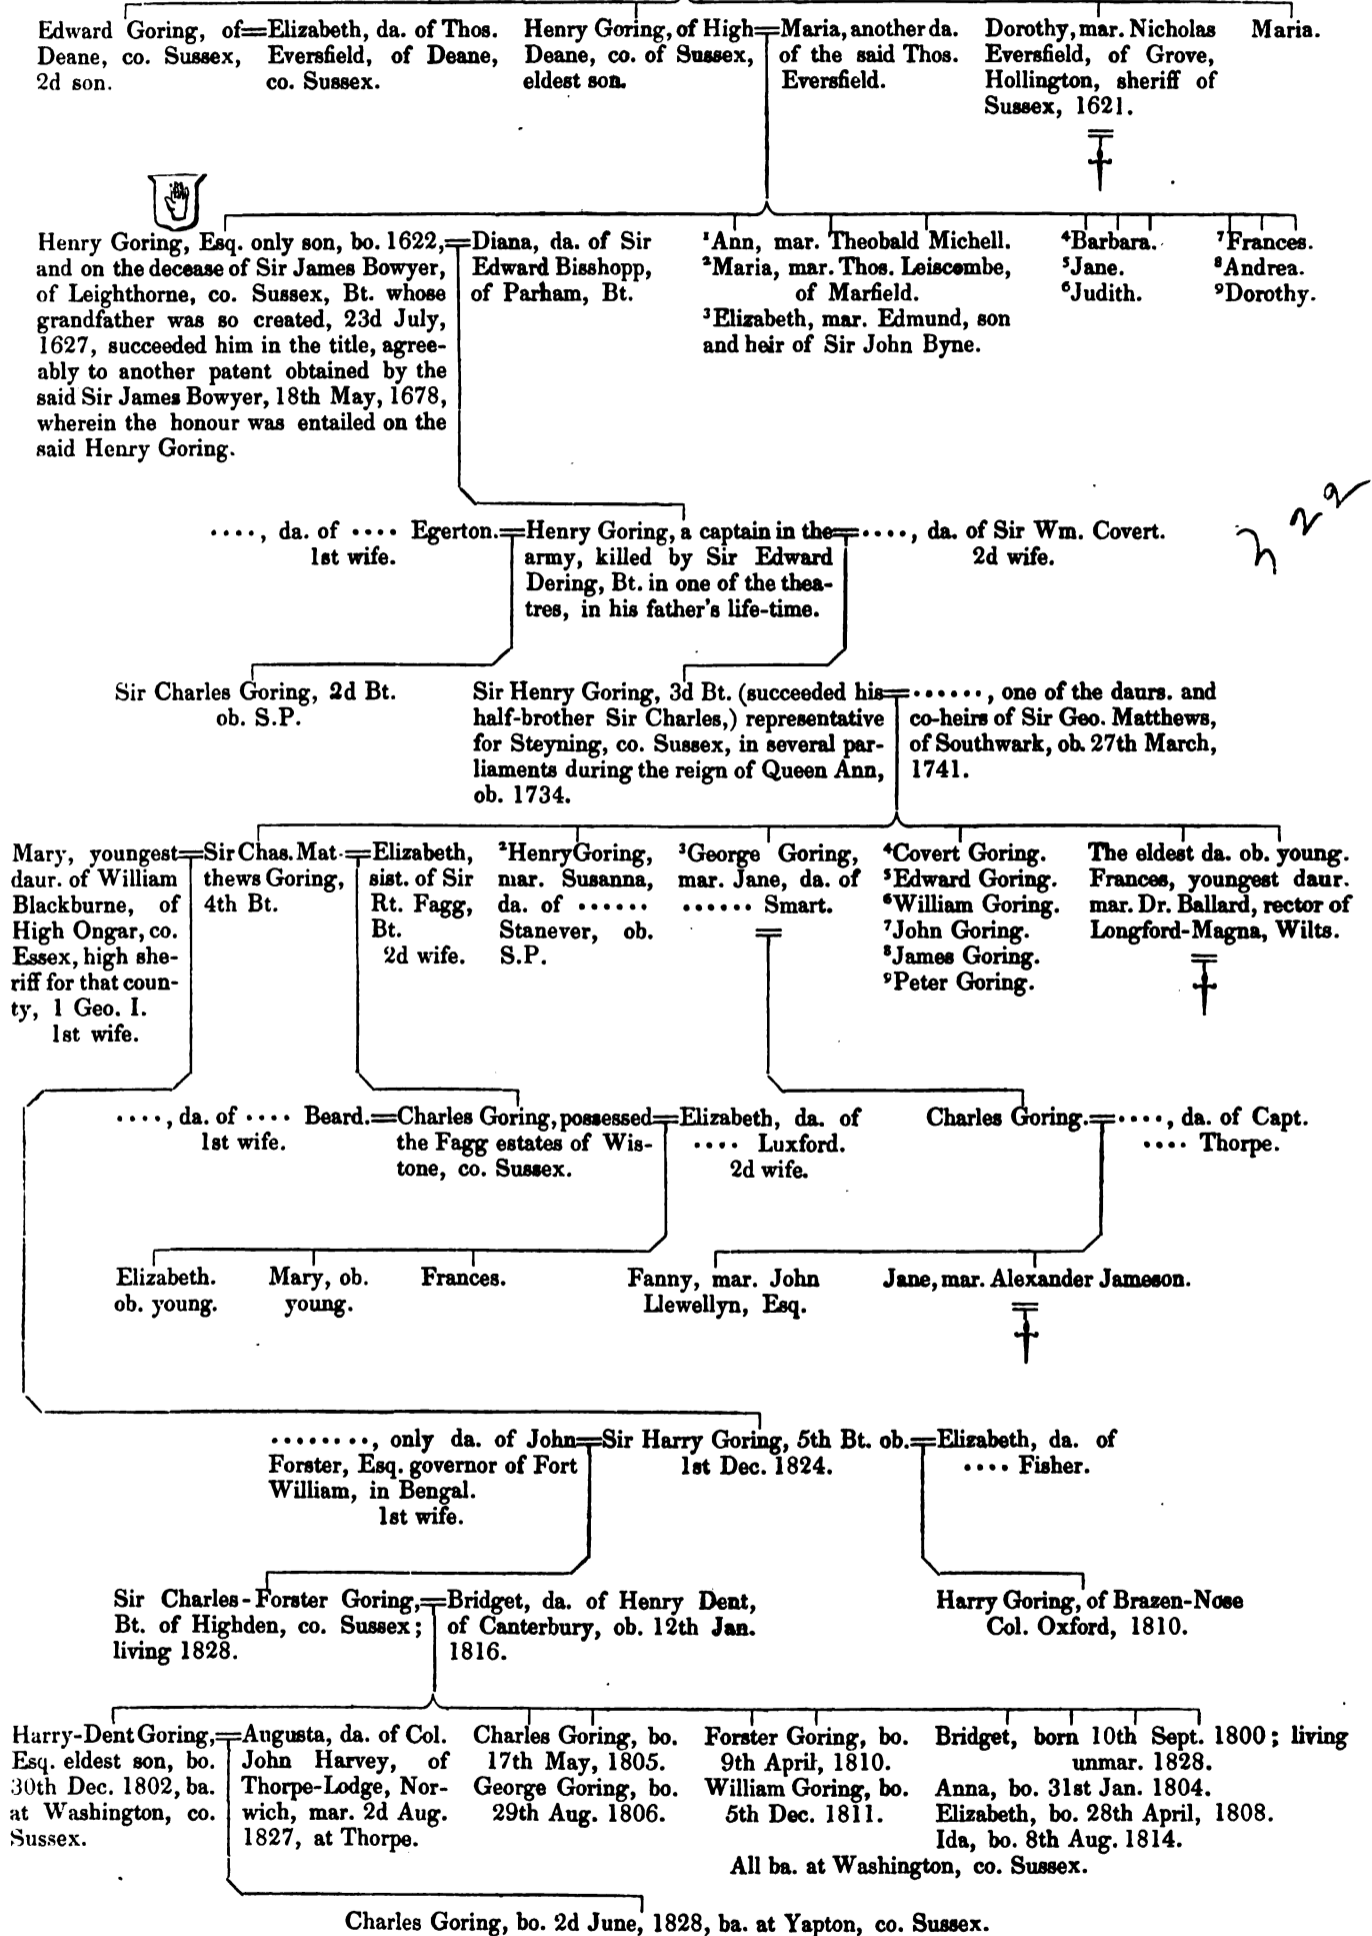 Edward Goring, of=Elizabeth, da. of Thos.
Deane, co. Sussex, Eversfield, of Deane,
2d son. co. Sussex.
Henry Goring, of High=Maria, another da.
Deane, co. of Sussex, of the said Thos.
eldest son. Eversfield.
Dorothy, mar. Nicholas
Eversfield, of Grove,
Hollington, sheriff of
Sussex, 1621.
Maria.
Henry Goring, Esq. only son, bo. 1622,=
and on the decease of Sir James Bowyer,
of Leighthorne, co. Sussex, Bt. whose
grandfather was so created, 23d July,
1627, succeeded him in the title, agree-
ably to another patent obtained by the
said Sir James Bowyer, 18th May, 1678,
wherein the honour was entailed on the
said Henry Goring.
Diana, da. of Sir
Edward Bisshopp,
of Parham, Bt.
¹Ann, mar. Theobald Michell.
²Maria, mar. Thos. Leiscombe,
of Marfield.
³Elizabeth, mar. Edmund, son
and heir of Sir John Byne.
⁴Barbara.
⁵Jane.
⁶Judith.
⁷Frances.
⁸Andrea.
⁹Dorothy.
...., da. of .... Egerton.=
1st wife.
Henry Goring, a captain in the=
army, killed by Sir Edward
Dering, Bt. in one of the thea-
tres, in his father's life-time.
...., da. of Sir Wm. Covert.
2d wife.
Sir Charles Goring, 2d Bt.
ob. S.P.
Sir Henry Goring, 3d Bt. (succeeded his=
half-brother Sir Charles,) representative
for Steyning, co. Sussex, in several par-
liaments during the reign of Queen Ann,
ob. 1734.
......, one of the daurs. and
co-heirs of Sir Geo. Matthews,
of Southwark, ob. 27th March,
1741.
Mary, youngest=
daur. of William
Blackburne, of
High Ongar, co.
Essex, high she-
riff for that coun-
ty, 1 Geo. I.
1st wife.
Sir Chas. Mat-=
thews Goring,
4th Bt.
Elizabeth,
sist. of Sir
Rt. Fagg,
Bt.
2d wife.
²Henry Goring,
mar. Susanna,
da. of ......
Stanever, ob.
S.P.
³George Goring,
mar. Jane, da. of
...... Smart.
⁴Covert Goring.
⁵Edward Goring.
⁶William Goring.
⁷John Goring.
⁸James Goring.
⁹Peter Goring.
The eldest da. ob. young.
Frances, youngest daur.
mar. Dr. Ballard, rector of
Longford-Magna, Wilts.
...., da. of .... Beard.=
1st wife.
Charles Goring, possessed=
the Fagg estates of Wis-
tone, co. Sussex.
Elizabeth, da. of
.... Luxford.
2d wife.
Charles Goring.=...., da. of Capt.
.... Thorpe.
Elizabeth.
ob. young.
Mary, ob.
young.
Frances.
Fanny, mar. John
Llewellyn, Esq.
Jane, mar. Alexander Jameson.
........, only da. of John=
Forster, Esq. governor of Fort
William, in Bengal.
1st wife.
Sir Harry Goring, 5th Bt. ob.=
1st Dec. 1824.
Elizabeth, da. of
.... Fisher.
Sir Charles-Forster Goring,=
Bt. of Highden, co. Sussex;
living 1828.
Bridget, da. of Henry Dent,
of Canterbury, ob. 12th Jan.
1816.
Harry Goring, of Brazen-Nose
Col. Oxford, 1810.
Harry-Dent Goring,=
Esq. eldest son, bo.
30th Dec. 1802, ba.
at Washington, co.
Sussex.
Augusta, da. of Col.
John Harvey, of
Thorpe-Lodge, Nor-
wich, mar. 2d Aug.
1827, at Thorpe.
Charles Goring, bo.
17th May, 1805.
George Goring, bo.
29th Aug. 1806.
Forster Goring, bo.
9th April, 1810.
William Goring, bo.
5th Dec. 1811.
Bridget, born 10th Sept. 1800; living
unmar. 1828.
Anna, bo. 31st Jan. 1804.
Elizabeth, bo. 28th April, 1808.
Ida, bo. 8th Aug. 1814.
All ba. at Washington, co. Sussex.
Charles Goring, bo. 2d June, 1828, ba. at Yapton, co. Sussex.